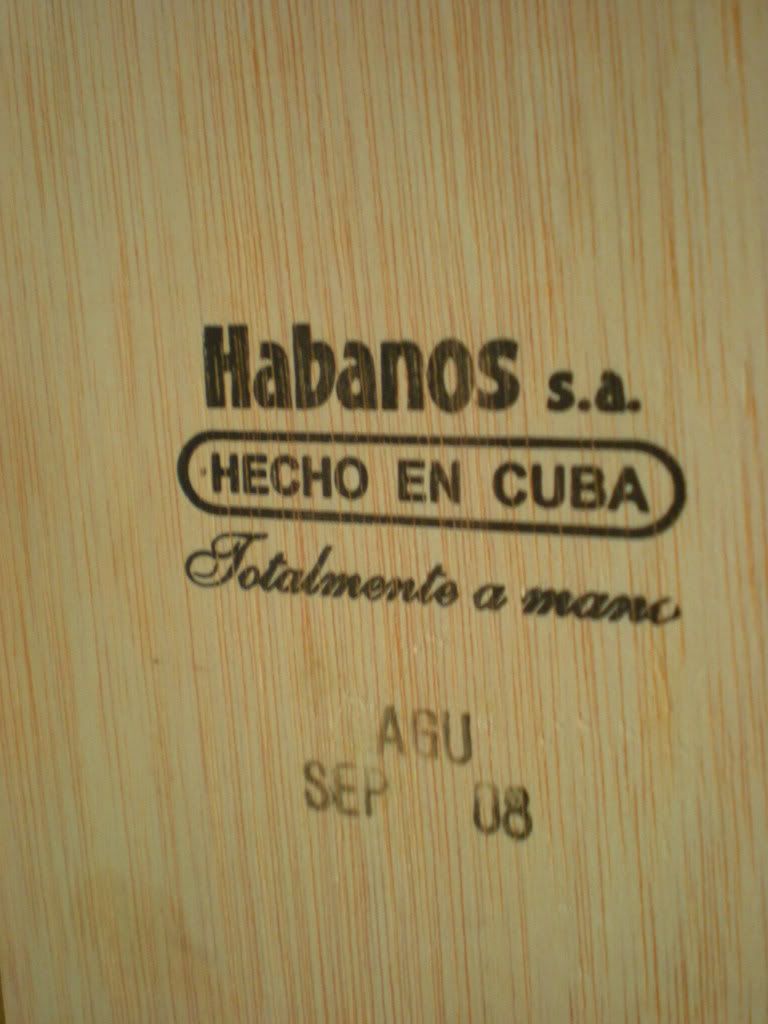 Habanos s.a.
HECHO EN CUBA
Totalmente a mano
AGU
SEP 08